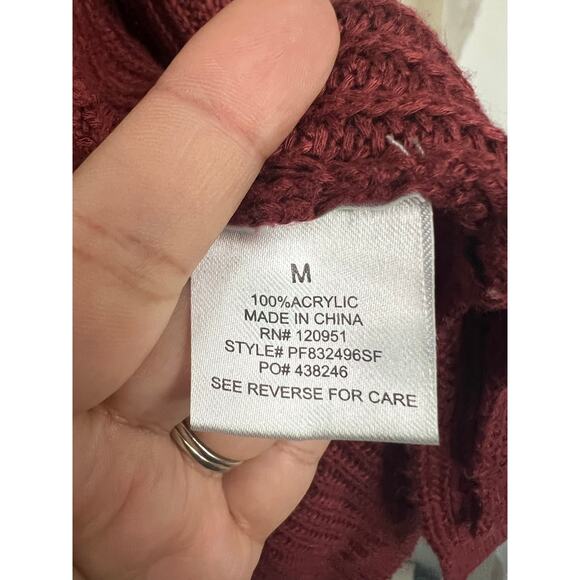 M
100%ACRYLIC
MADE IN CHINA
RN# 120951
STYLE# PF832496SF
PO# 438246
SEE REVERSE FOR CARE